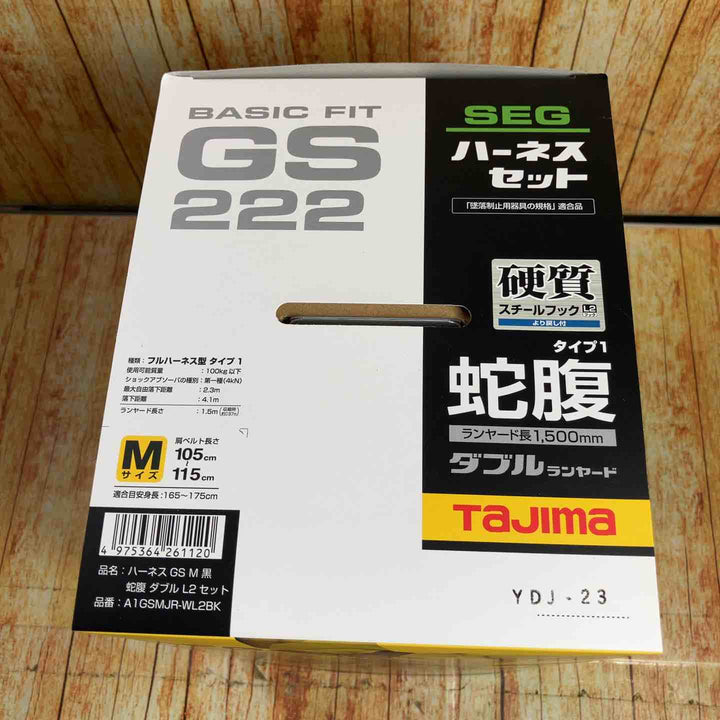 BASIC FIT
GS
222
SEG
ハーネス
セット
「墜落制止用器具の規格」適合品
硬質
スチールフック L2
より戻し付
タイプ1
蛇腹
ランヤード長1,500mm
ダブルランヤード
TaJIma
YDJ-23
種類:フルハーネス型 タイプ1
使用可能質量:100kg以下
ショックアブソーバの種別:第一種(4kN)
最大自由落下距離:2.3m
落下距離:4.1m
ランヤード長さ:1.5m
M
サイズ
肩ベルト長さ
105cm
~
115cm
適合目安身長:165~175cm
4 975364 261120
品名:ハーネス GS M 黒
蛇腹 ダブル L2 セット
品番:A1GSMJR-WL2BK